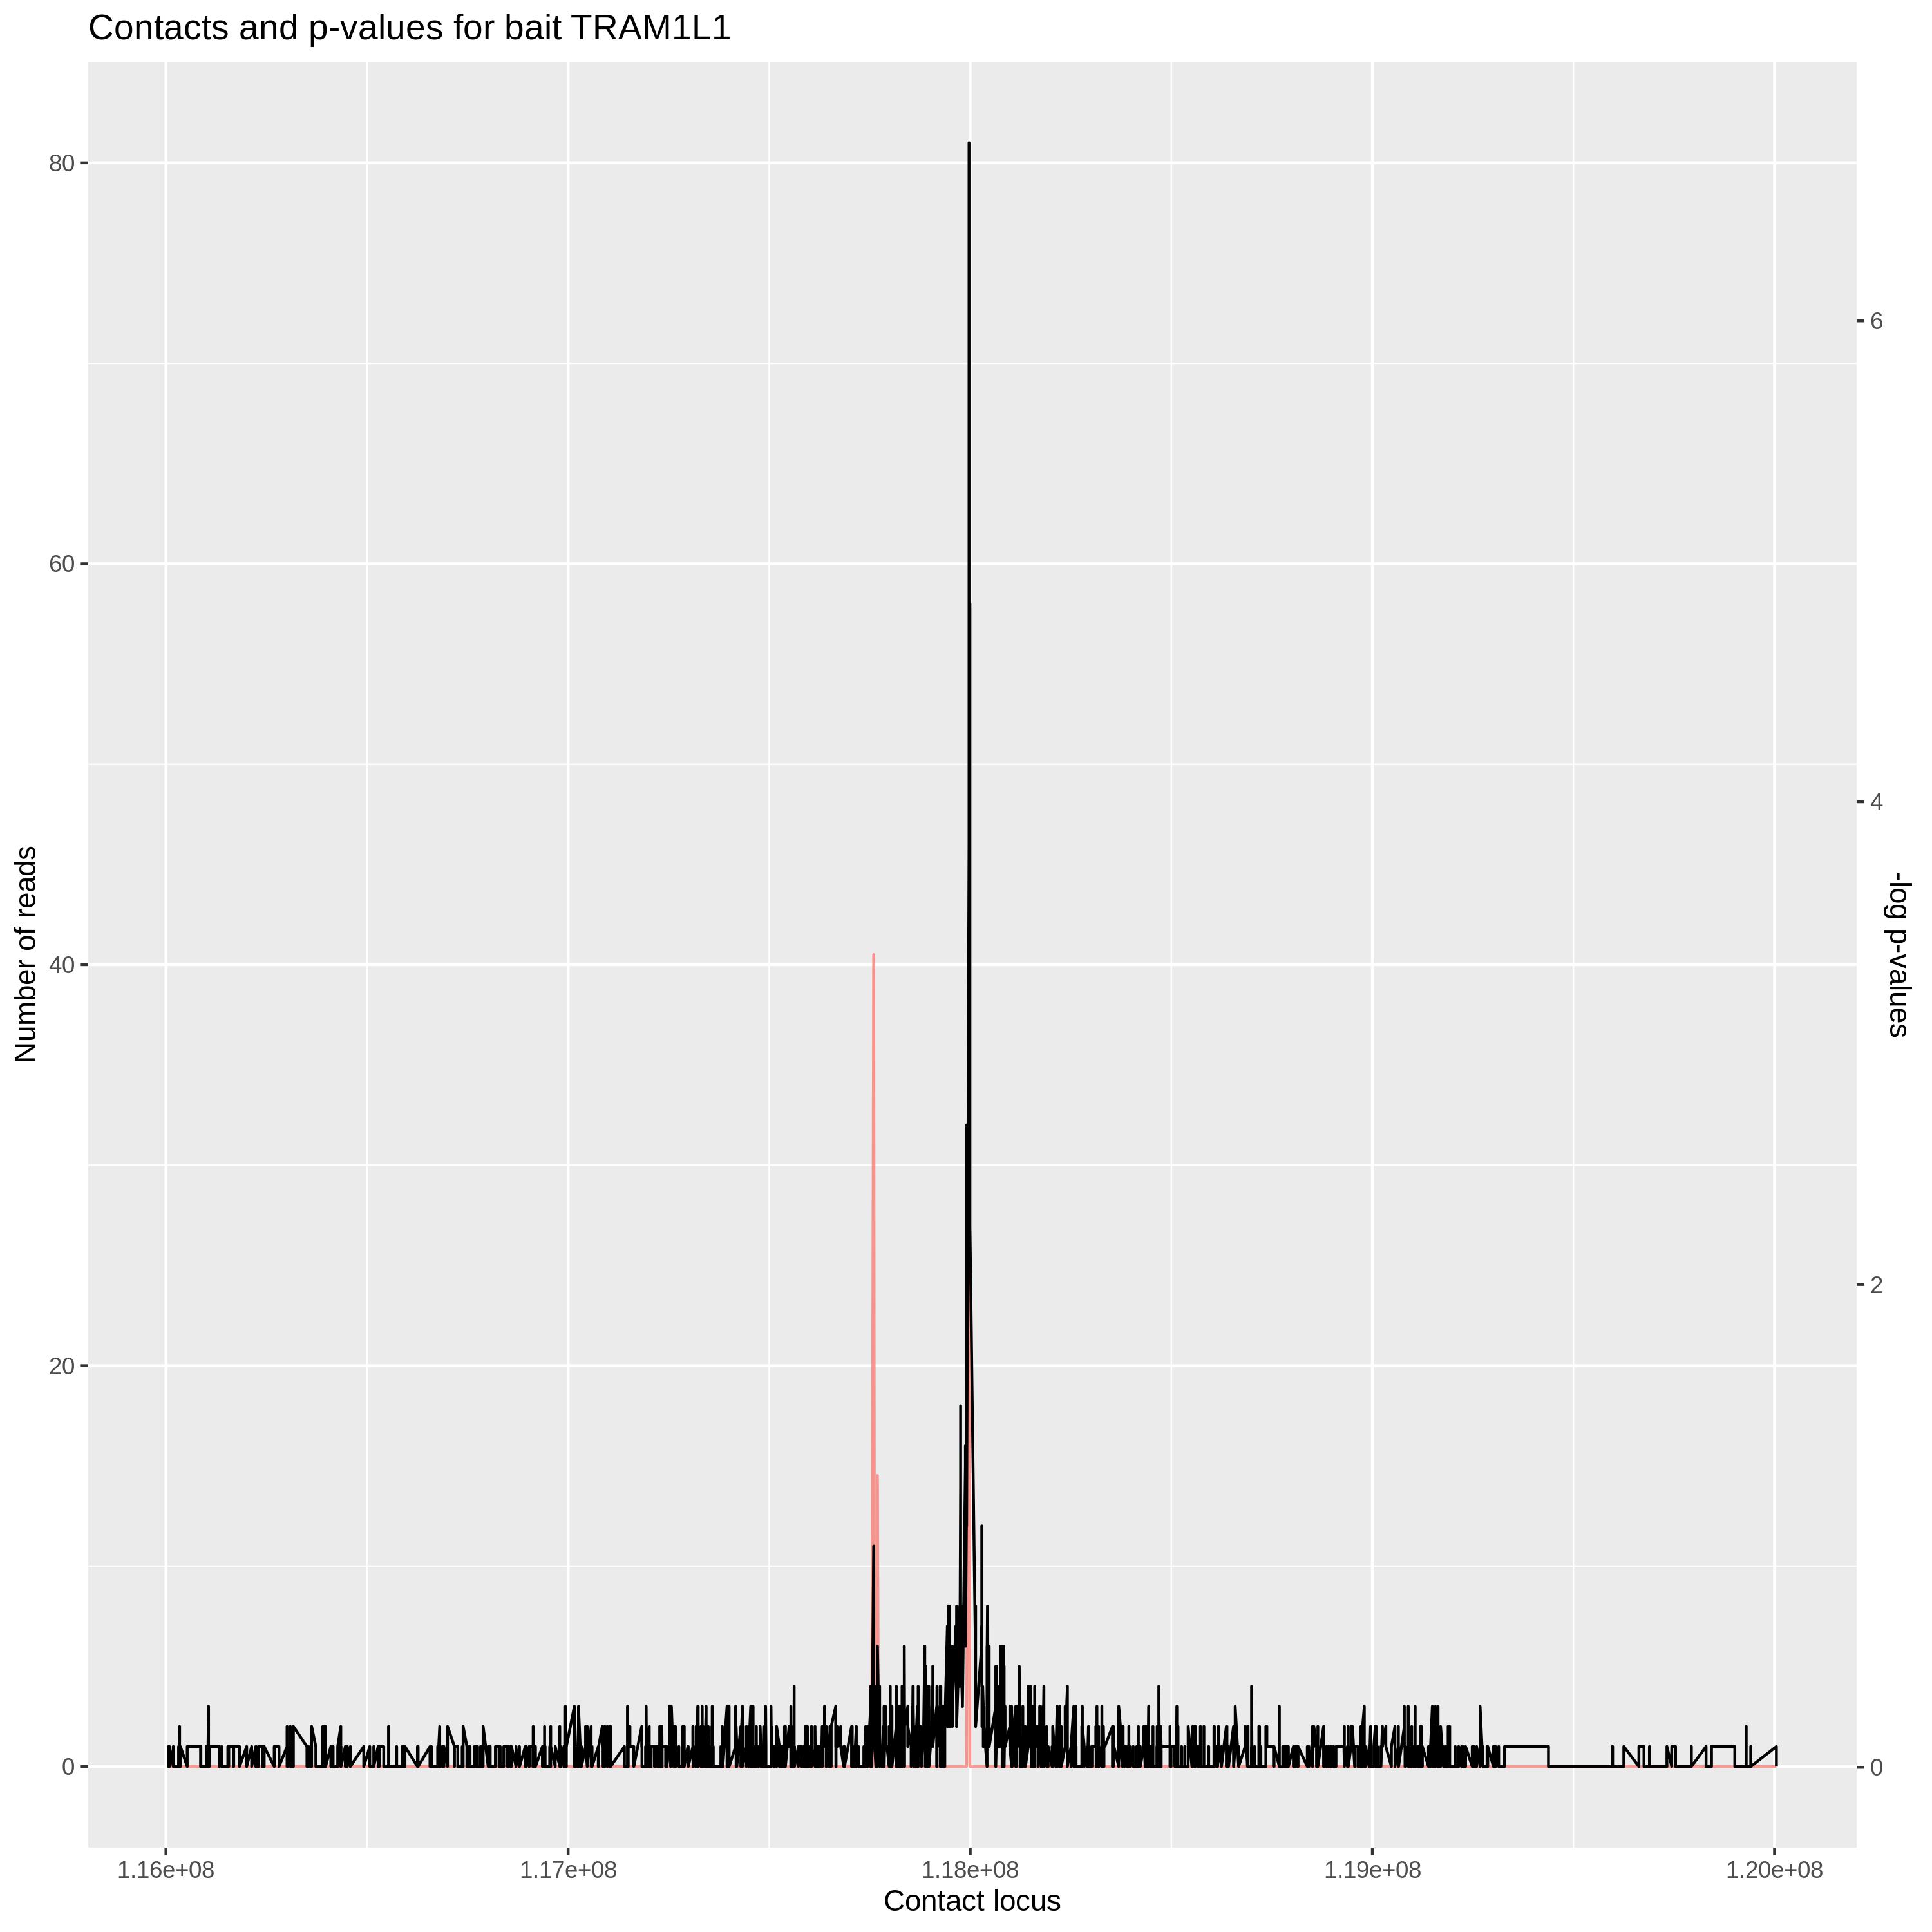 Contacts and p-values for bait TRAM1L1
80
60
40
20
0
Number of reads
6
4
2
0
-log p-values
1.16e+08
1.17e+08
1.18e+08
1.19e+08
1.20e+08
Contact locus